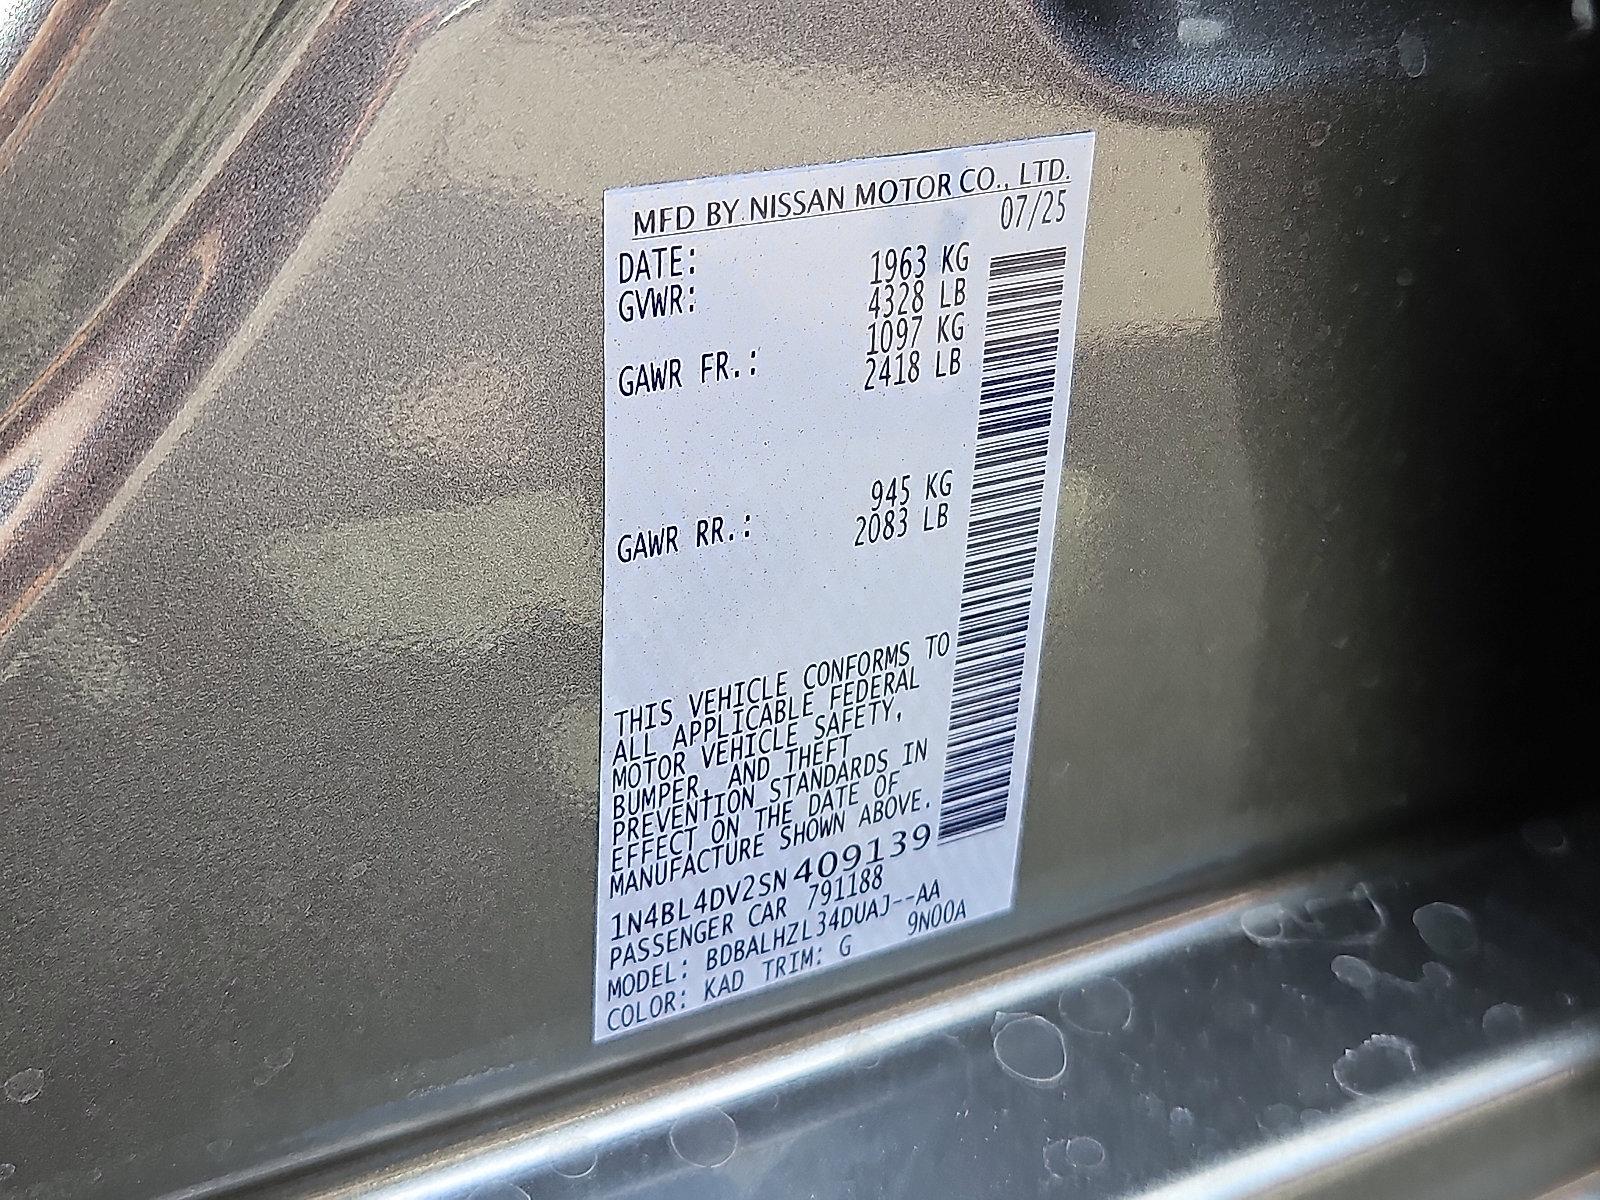 MFD BY NISSAN MOTOR CO., LTD.
DATE: 07/25
GVWR: 1963 KG
4328 LB
GAWR FR.: 1097 KG
2418 LB
GAWR RR.: 945 KG
2083 LB
THIS VEHICLE CONFORMS TO
ALL APPLICABLE FEDERAL
MOTOR VEHICLE SAFETY,
BUMPER, AND THEFT
PREVENTION STANDARDS IN
EFFECT ON THE DATE OF
MANUFACTURE SHOWN ABOVE.
1N4BL4DV2SN409139
PASSENGER CAR 791188
MODEL: BDBALHZL34DUAJ--AA
COLOR: KAD TRIM: G 9N00A